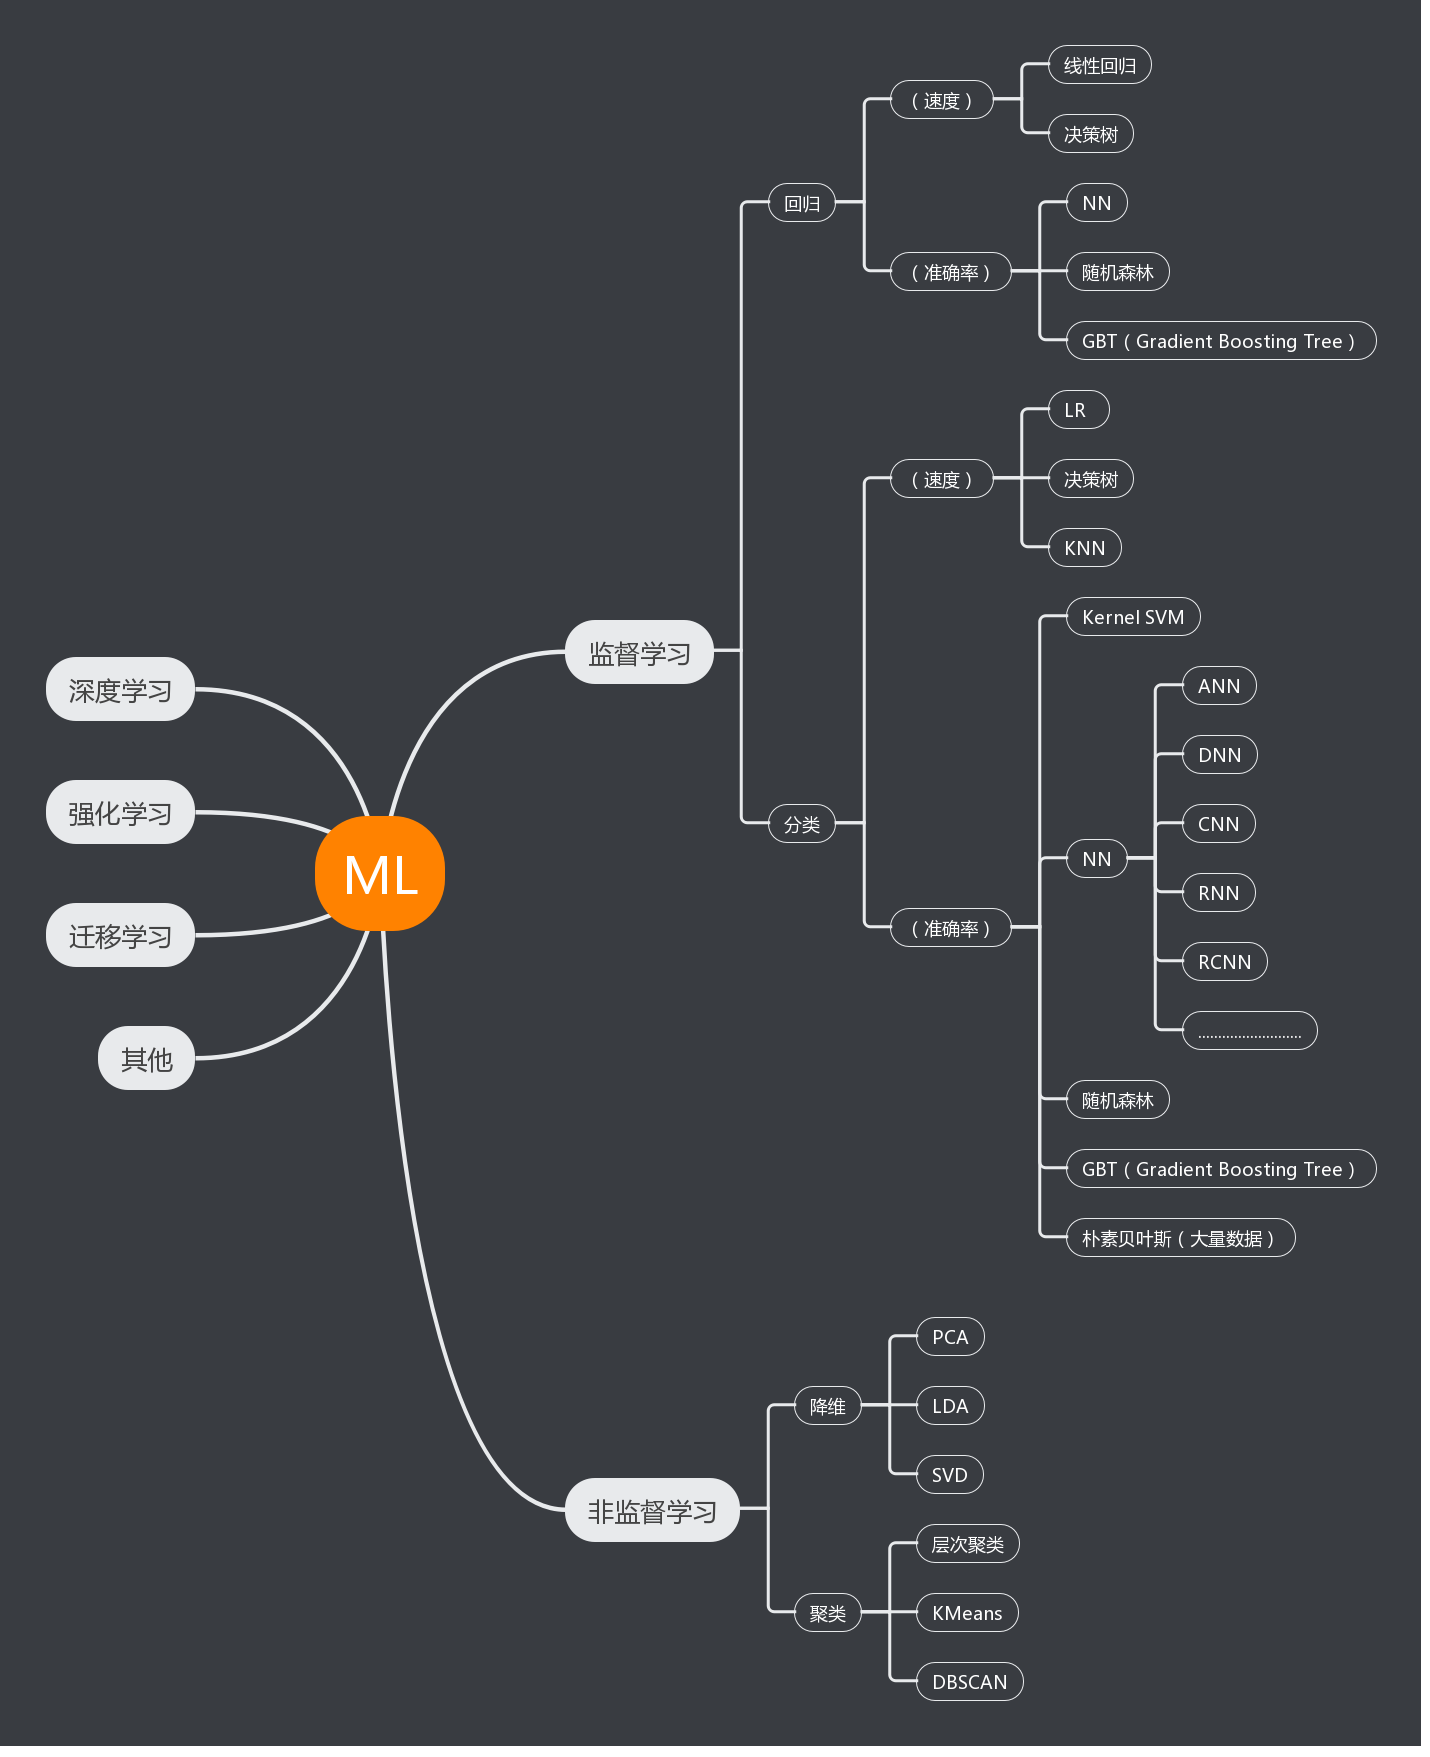 ML
监督学习
回归
（速度）
线性回归
决策树
（准确率）
NN
随机森林
GBT（Gradient Boosting Tree）
分类
（速度）
LR
决策树
KNN
（准确率）
Kernel SVM
NN
ANN
DNN
CNN
RNN
RCNN
..........................
随机森林
GBT（Gradient Boosting Tree）
朴素贝叶斯（大量数据）
非监督学习
降维
PCA
LDA
SVD
聚类
层次聚类
KMeans
DBSCAN
深度学习
强化学习
迁移学习
其他